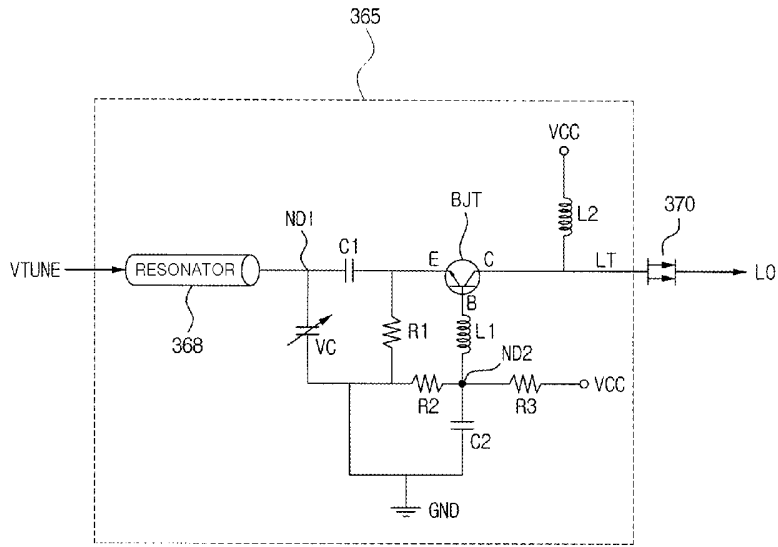 365
VCC
370
BJT
L2
ND1
C1
E
C
LT
VTUNE
RESONATOR
LO
B
368
VC
R1
L1
ND2
R2
R3
VCC
C2
GND